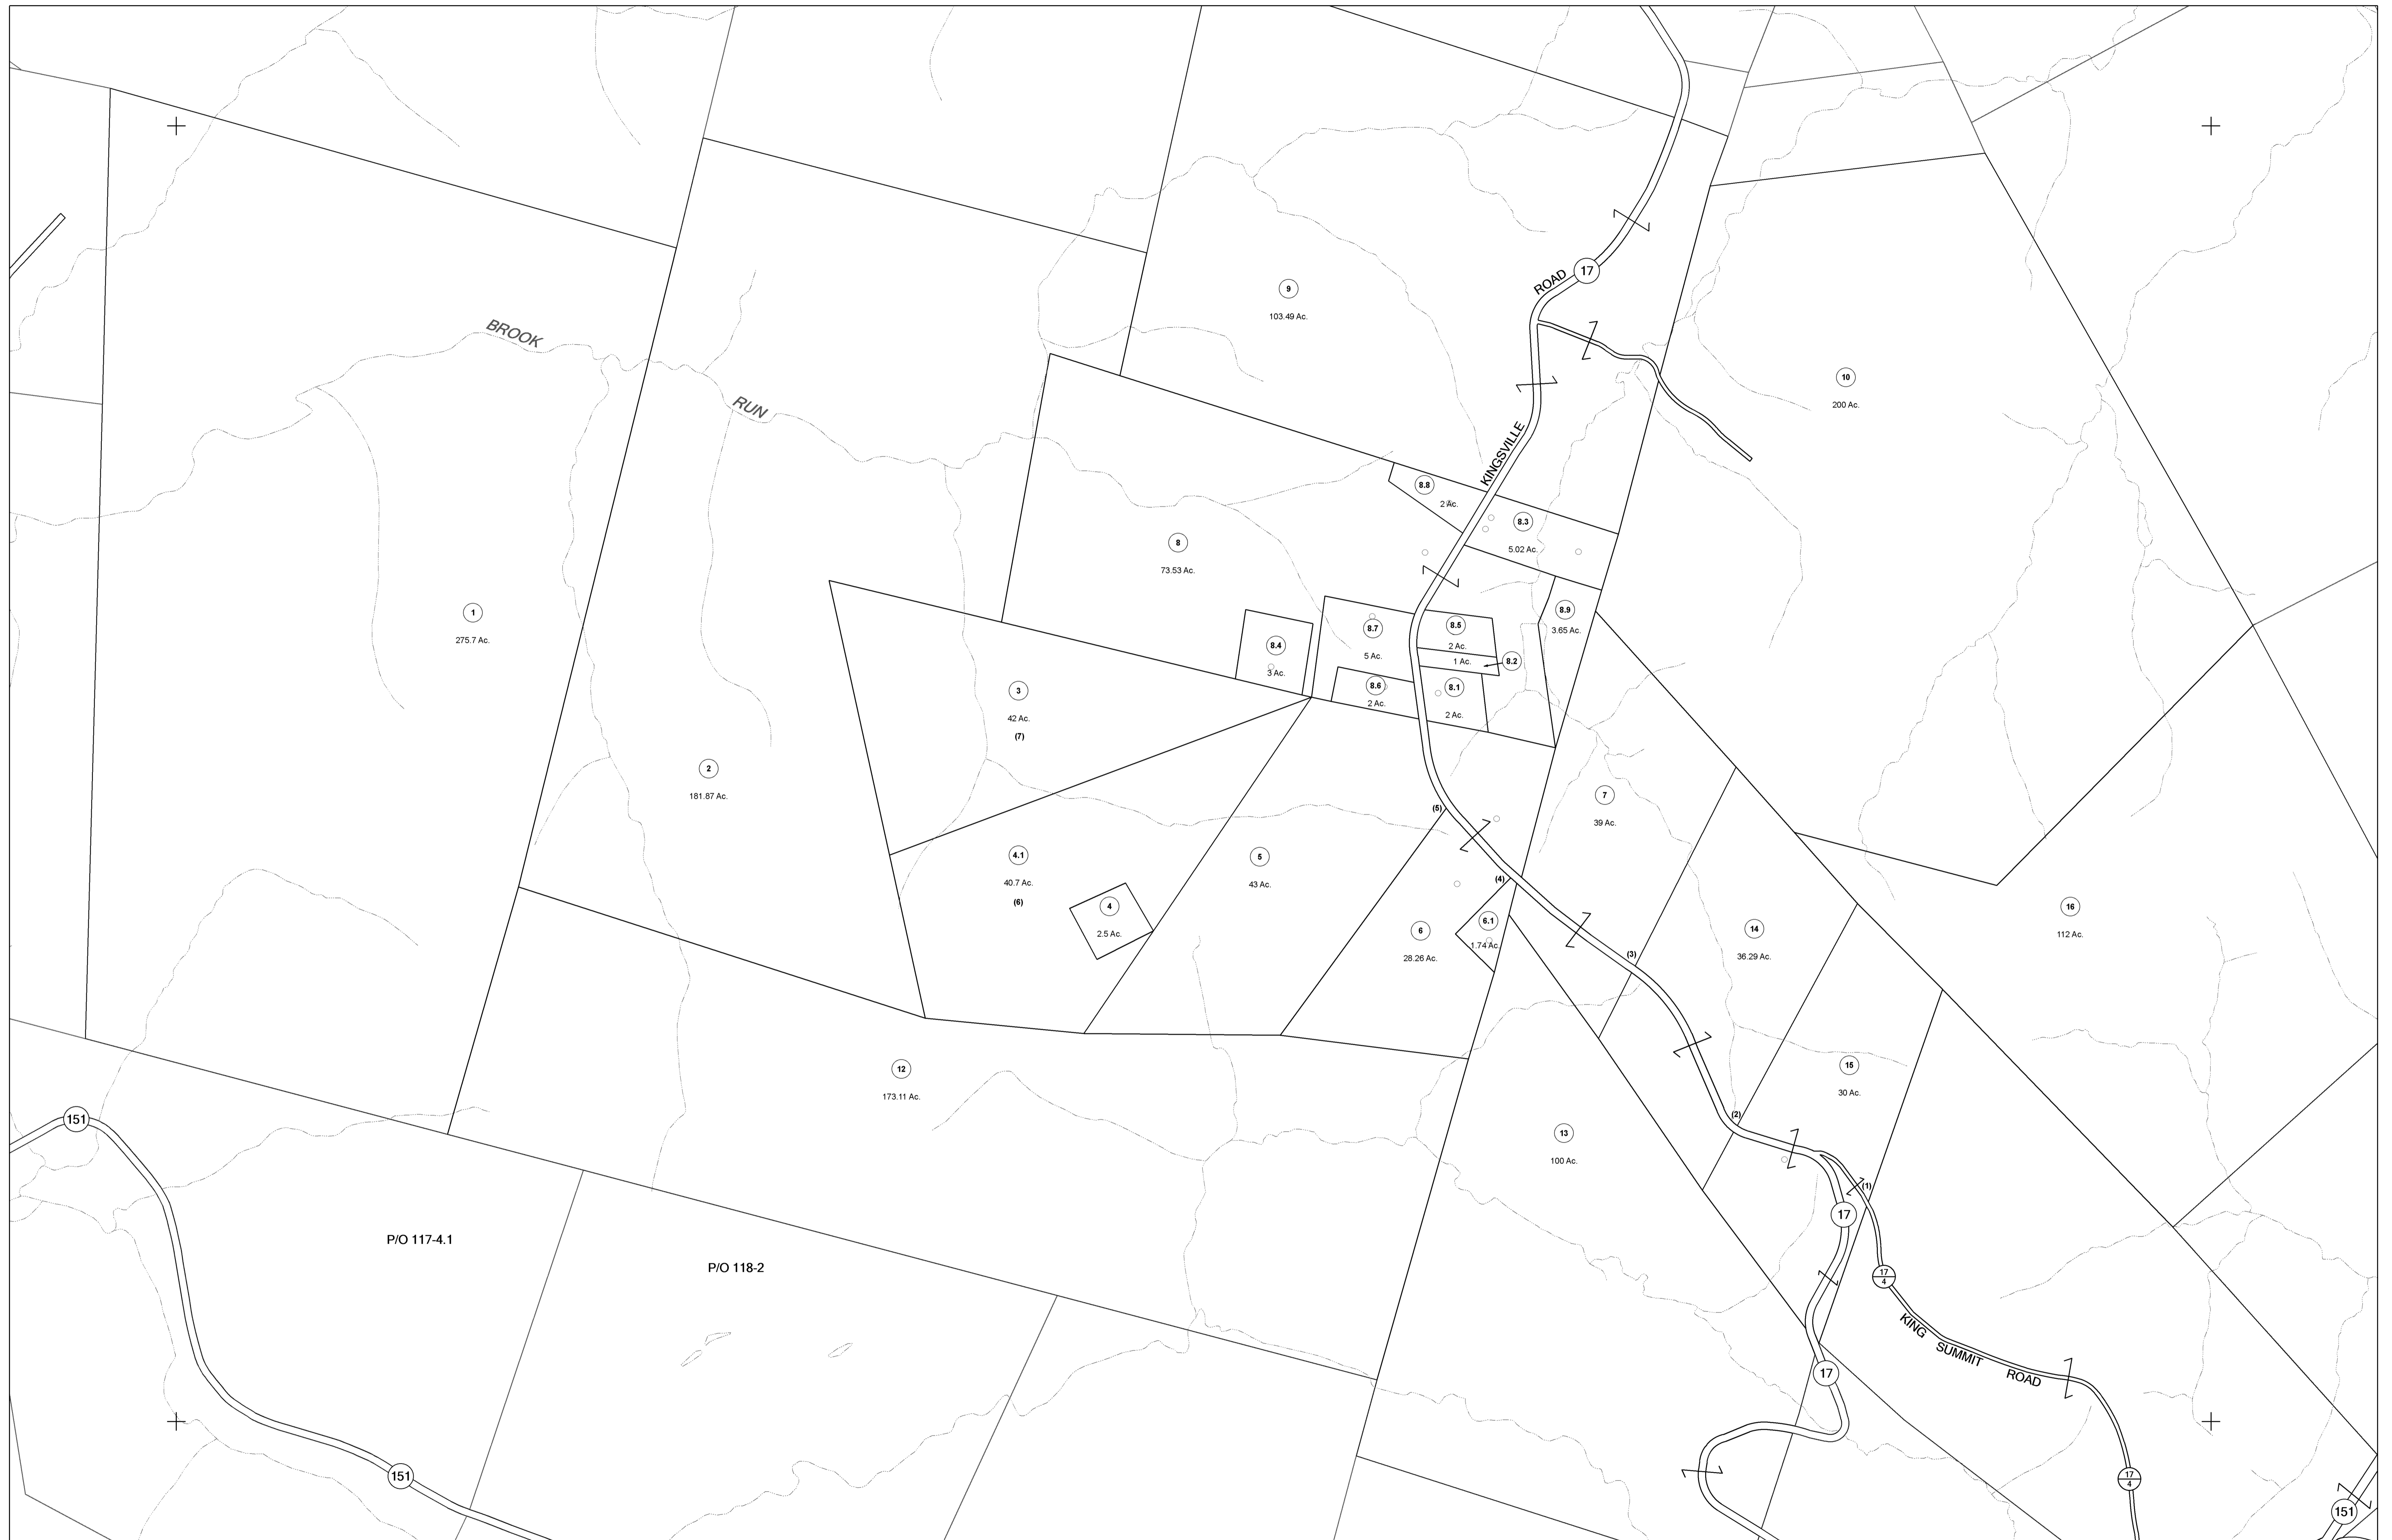 17
ROAD
9
103.49 Ac.
BROOK
10
200 Ac.
RUN
KINGSVILLE
8.8
2 Ac.
8.3
5.02 Ac.
8
73.53 Ac.
1
275.7 Ac.
8.9
3.65 Ac.
8.5
2 Ac.
8.7
5 Ac.
8.4
3 Ac.
1 Ac.
8.2
8.6
2 Ac.
8.1
2 Ac.
3
42 Ac.
(7)
2
181.87 Ac.
7
39 Ac.
(5)
4.1
40.7 Ac.
(6)
5
43 Ac.
(4)
4
2.5 Ac.
6
28.26 Ac.
6.1
1.74 Ac.
16
112 Ac.
14
36.29 Ac.
(3)
12
173.11 Ac.
15
30 Ac.
151
(2)
13
100 Ac.
(1)
17
P/O 117-4.1
P/O 118-2
17
4
KING SUMMIT ROAD
17
151
17
4
151